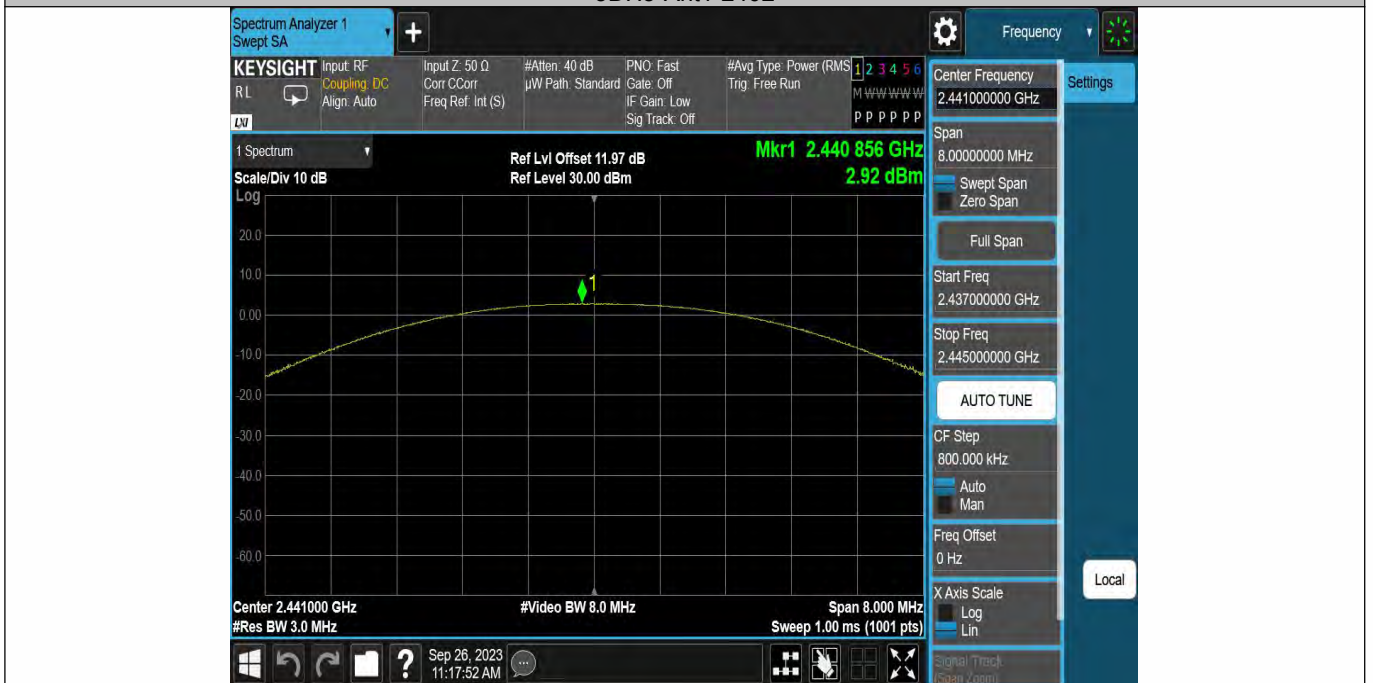 Spectrum Analyzer 1
Swept SA
Frequency
KEYSIGHT
RL
LXI
Input: RF
Coupling: DC
Align: Auto
Input Z: 50 Ω
Corr CCorr
Freq Ref: Int (S)
#Atten: 40 dB
µW Path: Standard
PNO: Fast
Gate: Off
IF Gain: Low
Sig Track: Off
#Avg Type: Power (RMS
Trig: Free Run
1 2 3 4 5 6
M W W W W W
P P P P P P
1 Spectrum
Scale/Div 10 dB
Ref Lvl Offset 11.97 dB
Ref Level 30.00 dBm
Mkr1 2.440 856 GHz
2.92 dBm
Log
20.0
10.0
0.00
-10.0
-20.0
-30.0
-40.0
-50.0
-60.0
1
Center 2.441000 GHz
#Res BW 3.0 MHz
#Video BW 8.0 MHz
Span 8.000 MHz
Sweep 1.00 ms (1001 pts)
Sep 26, 2023
11:17:52 AM
Center Frequency
2.441000000 GHz
Settings
Span
8.00000000 MHz
Swept Span
Zero Span
Full Span
Start Freq
2.437000000 GHz
Stop Freq
2.445000000 GHz
AUTO TUNE
CF Step
800.000 kHz
Auto
Man
Freq Offset
0 Hz
X Axis Scale
Log
Lin
Local
Signal Track
(Span Zoom)